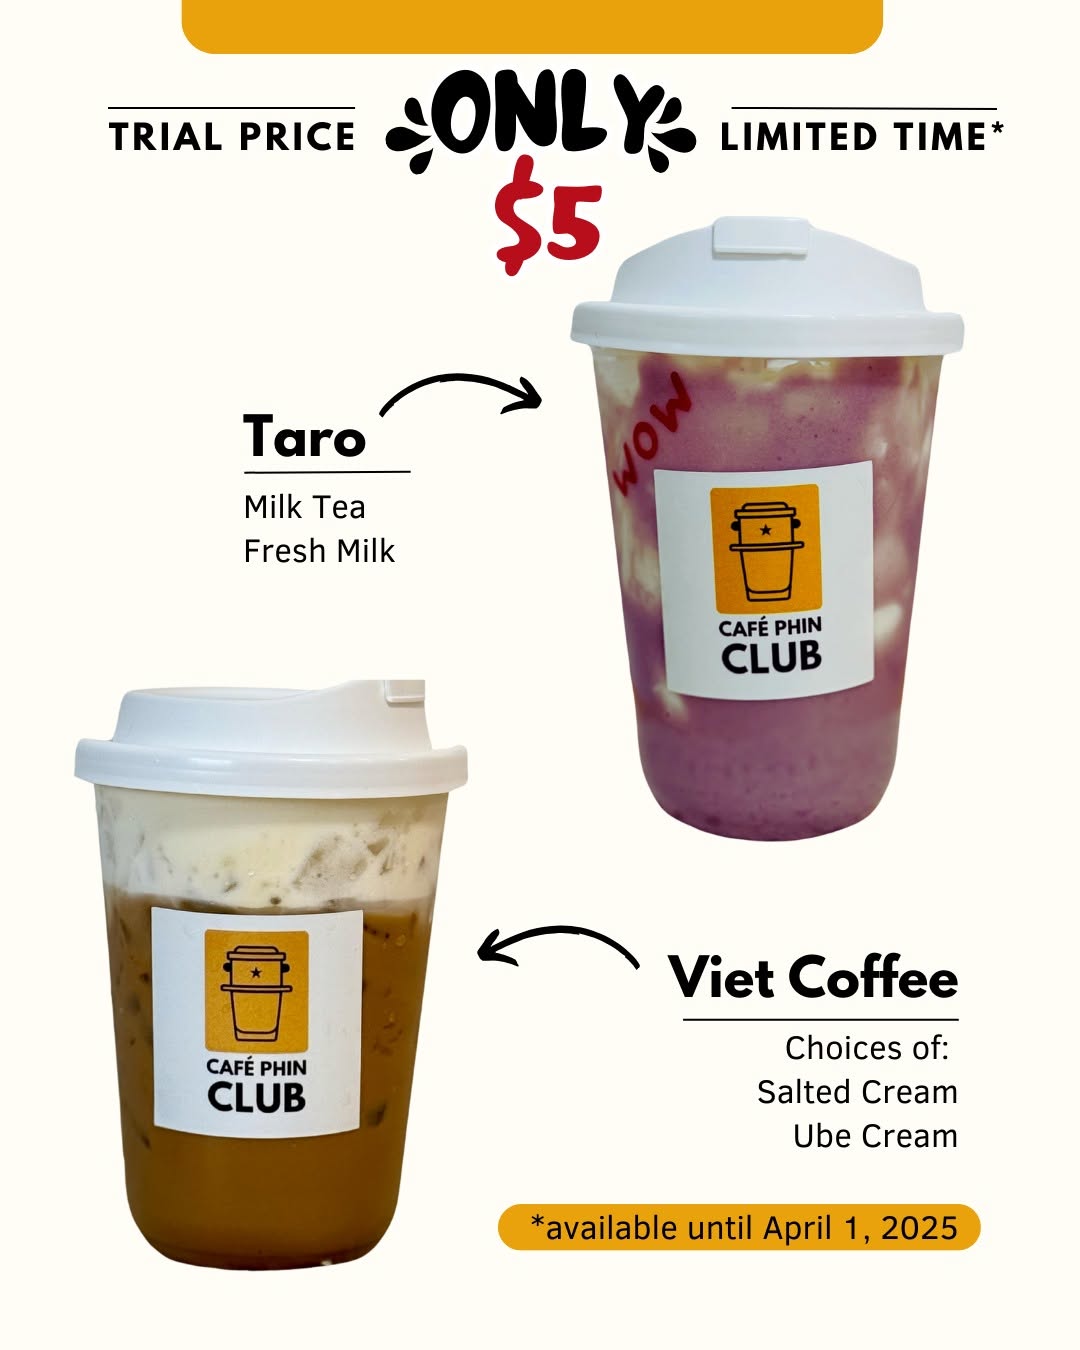 TRIAL PRICE
ONLY
LIMITED TIME*
$5
WOW
Taro
Milk Tea
Fresh Milk
CAFÉ PHIN
CLUB
CAFÉ PHIN
CLUB
Viet Coffee
Choices of:
Salted Cream
Ube Cream
*available until April 1, 2025